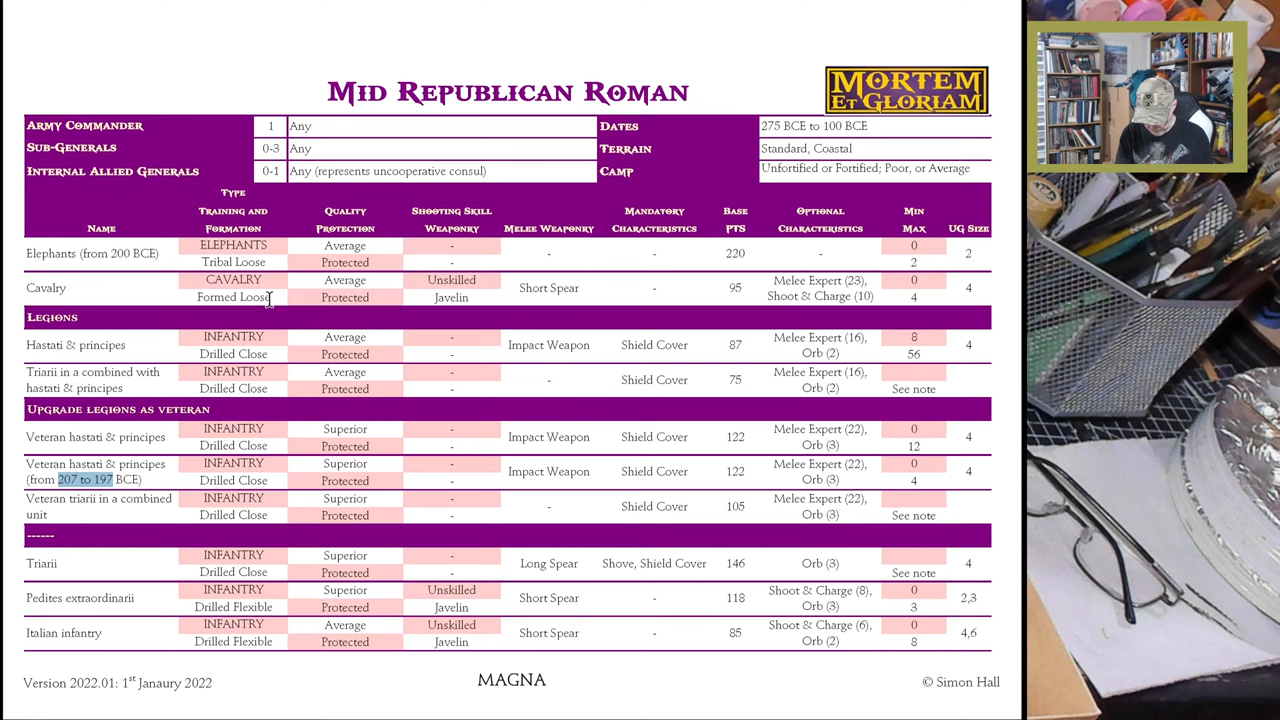 MID REPUBLICAN ROMAN
MORTEM
ET GLORIAM
ARMY COMMANDER 1 Any DATES 275 BCE to 100 BCE
SUB-GENERALS 0-3 Any TERRAIN Standard, Coastal
INTERNAL ALLIED GENERALS 0-1 Any (represents uncooperative consul) CAMP Unfortified or Fortified; Poor, or Average
TYPE
TRAINING AND QUALITY SHOOTING SKILL MANDATORY BASE OPTIONAL MIN
NAME FORMATION PROTECTION WEAPONRY MELEE WEAPONRY CHARACTERISTICS PTS CHARACTERISTICS MAX UG SIZE
ELEPHANTS Average - 0
Elephants (from 200 BCE) - - 220 - 2
Tribal Loose Protected - 2
CAVALRY Average Unskilled Melee Expert (23), 0
Cavalry Short Spear - 95 4
Formed Loose Protected Javelin Shoot & Charge (10) 4
LEGIONS
INFANTRY Average - Melee Expert (16), 8
Hastati & principes Impact Weapon Shield Cover 87 4
Drilled Close Protected - Orb (2) 56
Triarii in a combined with INFANTRY Average - Melee Expert (16),
- Shield Cover 75
hastati & principes Drilled Close Protected - Orb (2) See note
UPGRADE LEGIONS AS VETERAN
INFANTRY Superior - Melee Expert (22), 0
Veteran hastati & principes Impact Weapon Shield Cover 122 4
Drilled Close Protected - Orb (3) 12
Veteran hastati & principes INFANTRY Superior - Melee Expert (22), 0
Impact Weapon Shield Cover 122 4
(from 207 to 197 BCE) Drilled Close Protected - Orb (3) 4
Veteran triarii in a combined INFANTRY Superior - Melee Expert (22),
- Shield Cover 105
unit Drilled Close Protected - Orb (3) See note
------
INFANTRY Superior -
Triarii Long Spear Shove, Shield Cover 146 Orb (3) 4
Drilled Close Protected - See note
INFANTRY Superior Unskilled Shoot & Charge (8), 0
Pedites extraordinarii Short Spear - 118 2,3
Drilled Flexible Protected Javelin Orb (3) 3
INFANTRY Average Unskilled Shoot & Charge (6), 0
Italian infantry Short Spear - 85 4,6
Drilled Flexible Protected Javelin Orb (2) 8
Version 2022.01: 1st Janaury 2022 MAGNA © Simon Hall